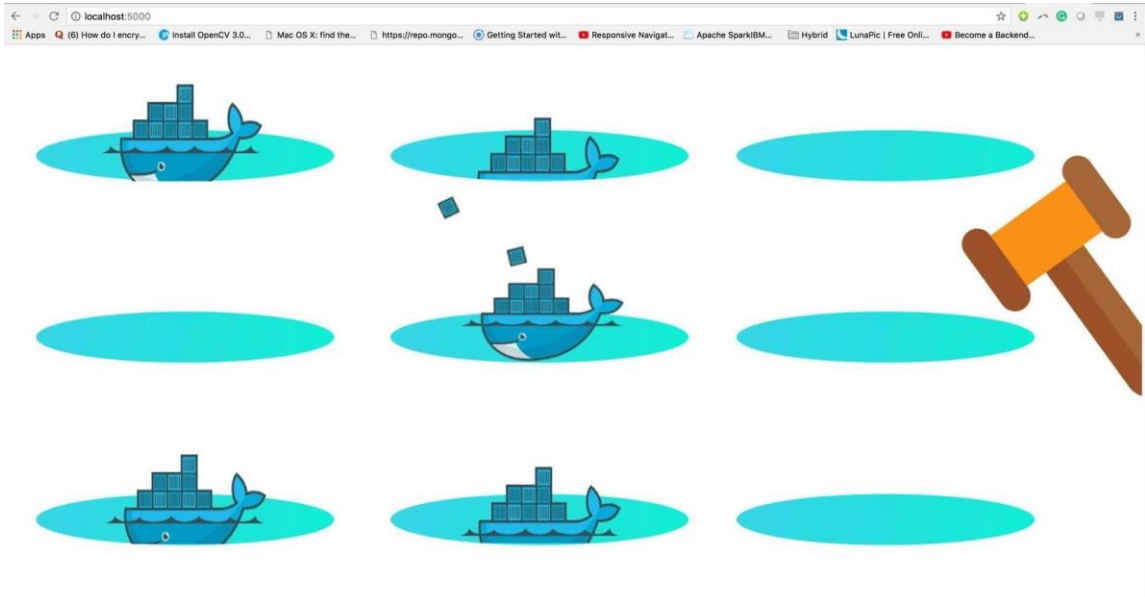 localhost:5000
Apps (6) How do I encry... Install OpenCV 3.0... Mac OS X: find the... https://repo.mongo... Getting Started wit... Responsive Navigat... Apache SparkIBM... Hybrid LunaPic | Free Onli... Become a Backend...